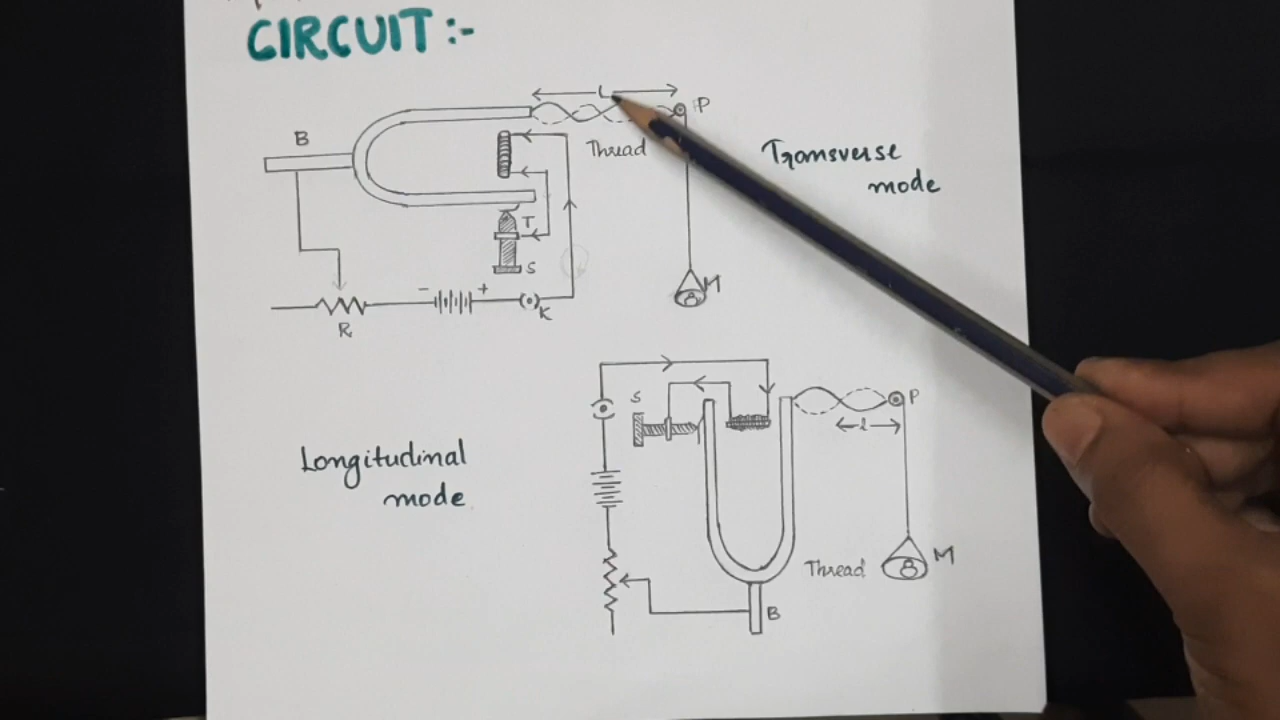 CIRCUIT :-
L
P
B
Thread
Transverse
mode
T
S
M
- +
K
R
S
P
l
Longitudinal
mode
Thread
M
B